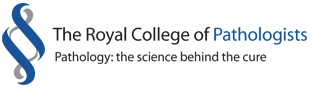 The Royal College of Pathologists
Pathology: the science behind the cure